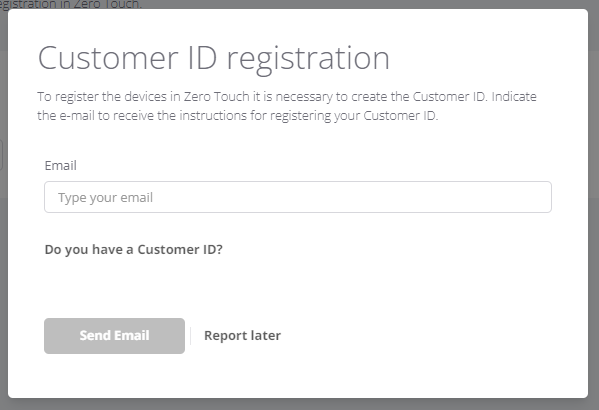 egistration in Zero Touch.
Customer ID registration
To register the devices in Zero Touch it is necessary to create the Customer ID. Indicate
the e-mail to receive the instructions for registering your Customer ID.
Email
Type your email
Do you have a Customer ID?
Send Email
Report later